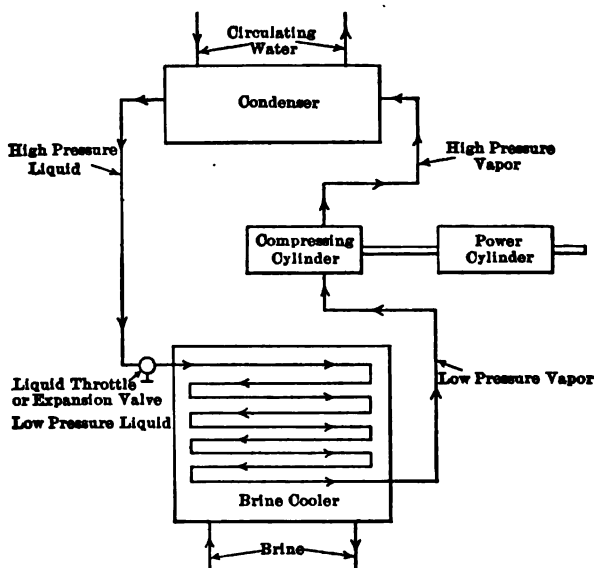 Circulating
Water
Condenser
High Pressure
Liquid
High Pressure
Vapor
Compressing
Cylinder
Power
Cylinder
Liquid Throttle
or Expansion Valve
Low Pressure Liquid
Low Pressure Vapor
Brine Cooler
Brine